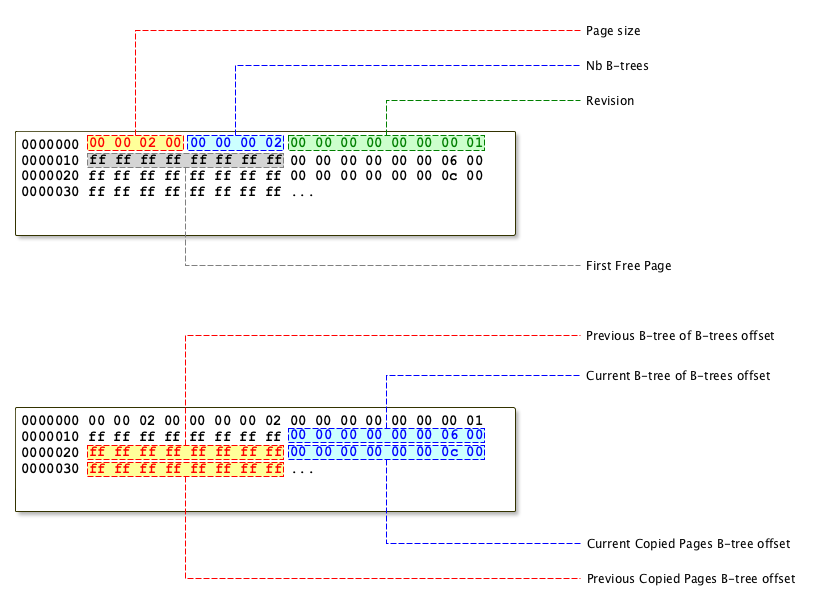 Page size
Nb B-trees
Revision
0000000 00 00 02 00 00 00 00 02 00 00 00 00 00 00 00 01
0000010 ff ff ff ff ff ff ff ff 00 00 00 00 00 00 06 00
0000020 ff ff ff ff ff ff ff ff 00 00 00 00 00 00 0c 00
0000030 ff ff ff ff ff ff ff ff ...
First Free Page
Previous B-tree of B-trees offset
Current B-tree of B-trees offset
0000000 00 00 02 00 00 00 00 02 00 00 00 00 00 00 00 01
0000010 ff ff ff ff ff ff ff ff 00 00 00 00 00 00 06 00
0000020 ff ff ff ff ff ff ff ff 00 00 00 00 00 00 0c 00
0000030 ff ff ff ff ff ff ff ff ...
Current Copied Pages B-tree offset
Previous Copied Pages B-tree offset